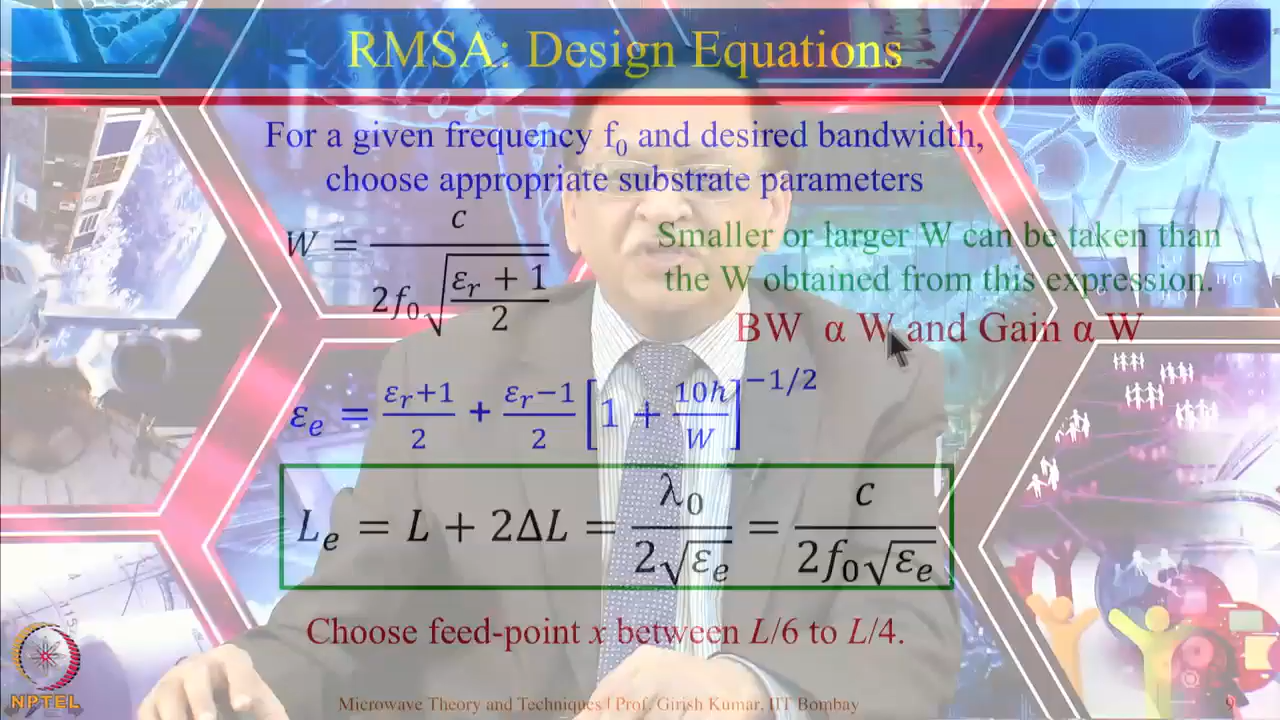 RMSA: Design Equations
For a given frequency f₀ and desired bandwidth,
choose appropriate substrate parameters
W = c / (2f₀√((εᵣ + 1)/2))
Smaller or larger W can be taken than
the W obtained from this expression.
BW α W and Gain α W
εₑ = (εᵣ+1)/2 + (εᵣ−1)/2 [1 + 10h/W]^(−1/2)
Lₑ = L + 2ΔL = λ₀ / (2√εₑ) = c / (2f₀√εₑ)
Choose feed-point x between L/6 to L/4.
NPTEL
Microwave Theory and Techniques | Prof. Girish Kumar, IIT Bombay
9